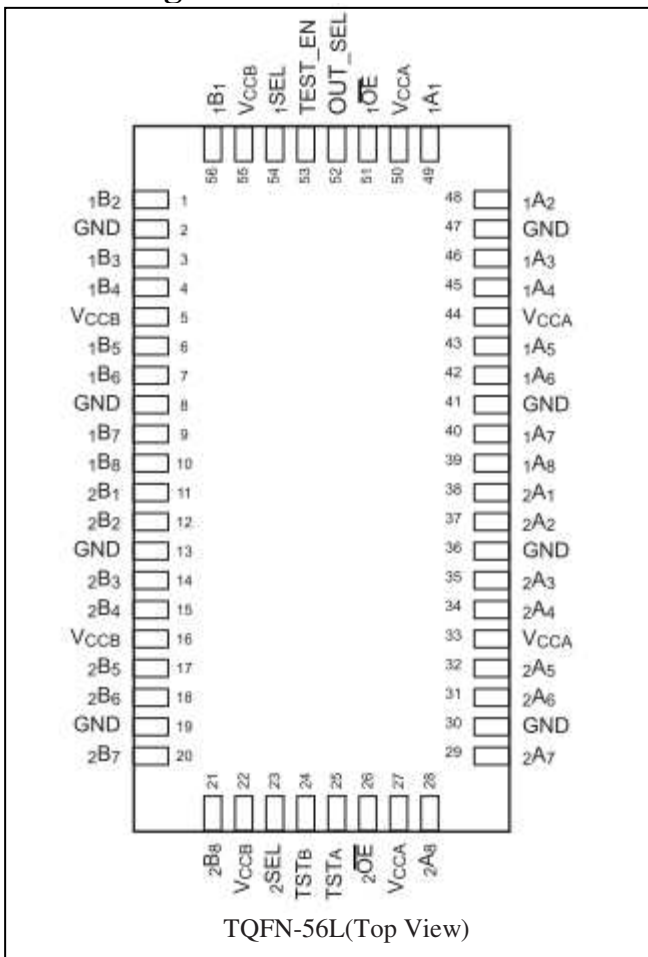 1B1 VCCB 1SEL TEST_EN OUT_SEL 1OE VCCA 1A1
56 55 54 53 52 51 50 49
1B2 1 48 1A2
GND 2 47 GND
1B3 3 46 1A3
1B4 4 45 1A4
VCCB 5 44 VCCA
1B5 6 43 1A5
1B6 7 42 1A6
GND 8 41 GND
1B7 9 40 1A7
1B8 10 39 1A8
2B1 11 38 2A1
2B2 12 37 2A2
GND 13 36 GND
2B3 14 35 2A3
2B4 15 34 2A4
VCCB 16 33 VCCA
2B5 17 32 2A5
2B6 18 31 2A6
GND 19 30 GND
2B7 20 29 2A7
21 22 23 24 25 26 27 28
2B8 VCCB 2SEL TSTB TSTA 2OE VCCA 2A8
TQFN-56L(Top View)